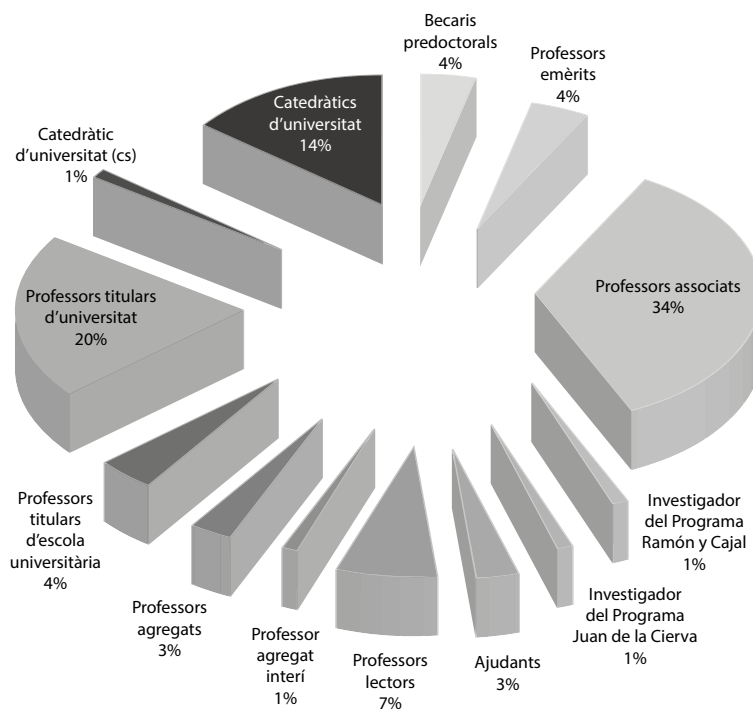 Becaris
predoctorals
4%
Professors
emèrits
4%
Professors associats
34%
Investigador
del Programa
Ramón y Cajal
1%
Investigador
del Programa
Juan de la Cierva
1%
Ajudants
3%
Professors
lectors
7%
Professor
agregat
interí
1%
Professors
agregats
3%
Professors
titulars
d’escola
universitària
4%
Professors titulars
d’universitat
20%
Catedràtic
d’universitat (cs)
1%
Catedràtics
d’universitat
14%